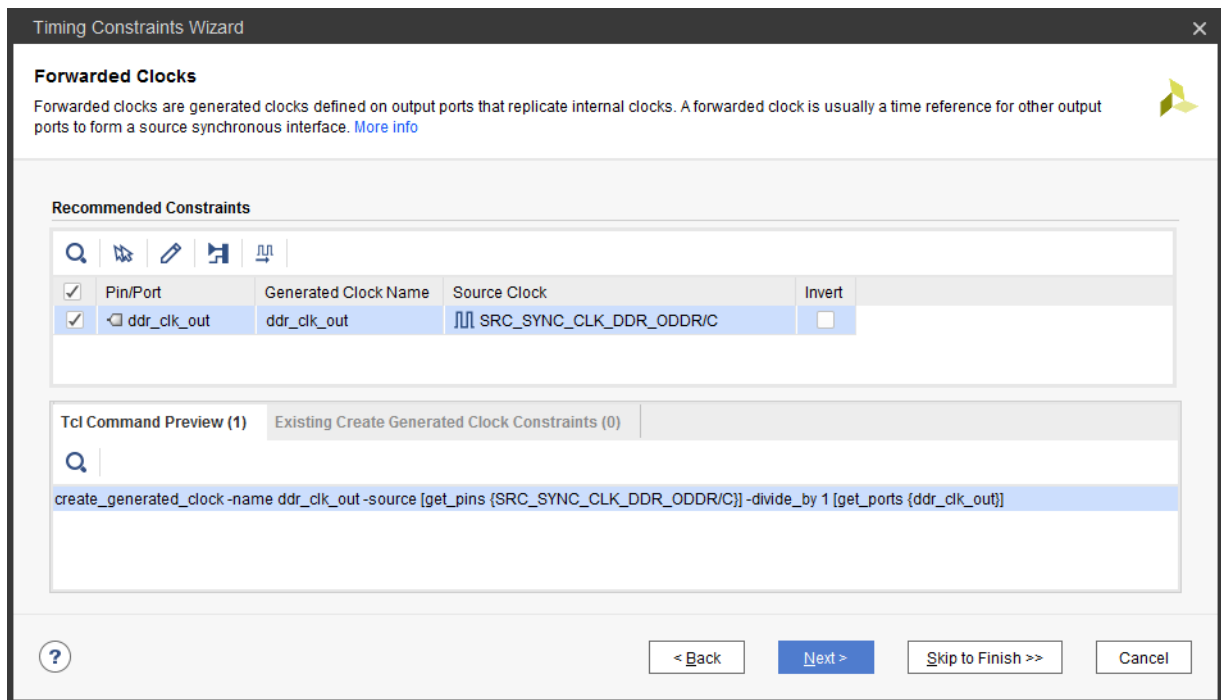 Timing Constraints Wizard
Forwarded Clocks
Forwarded clocks are generated clocks defined on output ports that replicate internal clocks. A forwarded clock is usually a time reference for other output
ports to form a source synchronous interface. More info
Recommended Constraints
Pin/Port Generated Clock Name Source Clock Invert
ddr_clk_out ddr_clk_out SRC_SYNC_CLK_DDR_ODDR/C
Tcl Command Preview (1) Existing Create Generated Clock Constraints (0)
create_generated_clock -name ddr_clk_out -source [get_pins {SRC_SYNC_CLK_DDR_ODDR/C}] -divide_by 1 [get_ports {ddr_clk_out}]
? < Back Next > Skip to Finish >> Cancel